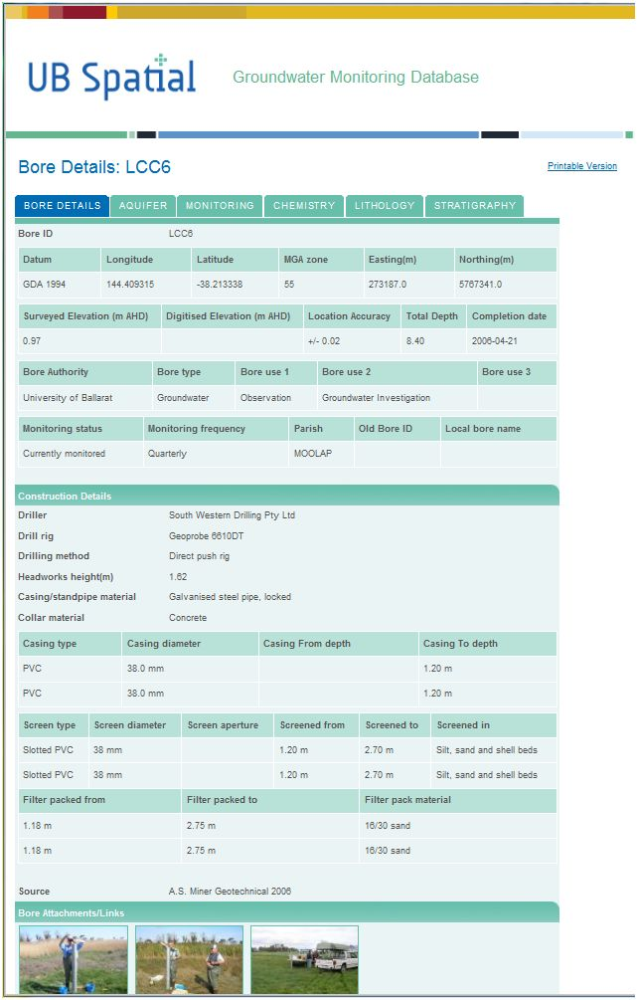 UB Spatial
Groundwater Monitoring Database
Bore Details: LCC6
Printable Version
BORE DETAILS AQUIFER MONITORING CHEMISTRY LITHOLOGY STRATIGRAPHY
Bore ID LCC6
Datum Longitude Latitude MGA zone Easting(m) Northing(m)
GDA 1994 144.409315 -38.213338 55 273187.0 5767341.0
Surveyed Elevation (m AHD) Digitised Elevation (m AHD) Location Accuracy Total Depth Completion date
0.97 +/- 0.02 8.40 2006-04-21
Bore Authority Bore type Bore use 1 Bore use 2 Bore use 3
University of Ballarat Groundwater Observation Groundwater Investigation
Monitoring status Monitoring frequency Parish Old Bore ID Local bore name
Currently monitored Quarterly MOOLAP
Construction Details
Driller South Western Drilling Pty Ltd
Drill rig Geoprobe 6610DT
Drilling method Direct push rig
Headworks height(m) 1.62
Casing/standpipe material Galvanised steel pipe, locked
Collar material Concrete
Casing type Casing diameter Casing From depth Casing To depth
PVC 38.0 mm 1.20 m
PVC 38.0 mm 1.20 m
Screen type Screen diameter Screen aperture Screened from Screened to Screened in
Slotted PVC 38 mm 1.20 m 2.70 m Silt, sand and shell beds
Slotted PVC 38 mm 1.20 m 2.70 m Silt, sand and shell beds
Filter packed from Filter packed to Filter pack material
1.18 m 2.75 m 16/30 sand
1.18 m 2.75 m 16/30 sand
Source A.S. Miner Geotechnical 2006
Bore Attachments/Links